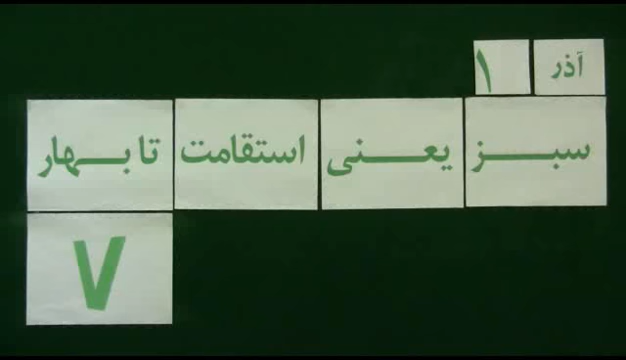 آذر ۱
سبز یعنی استقامت تا بهار
۷